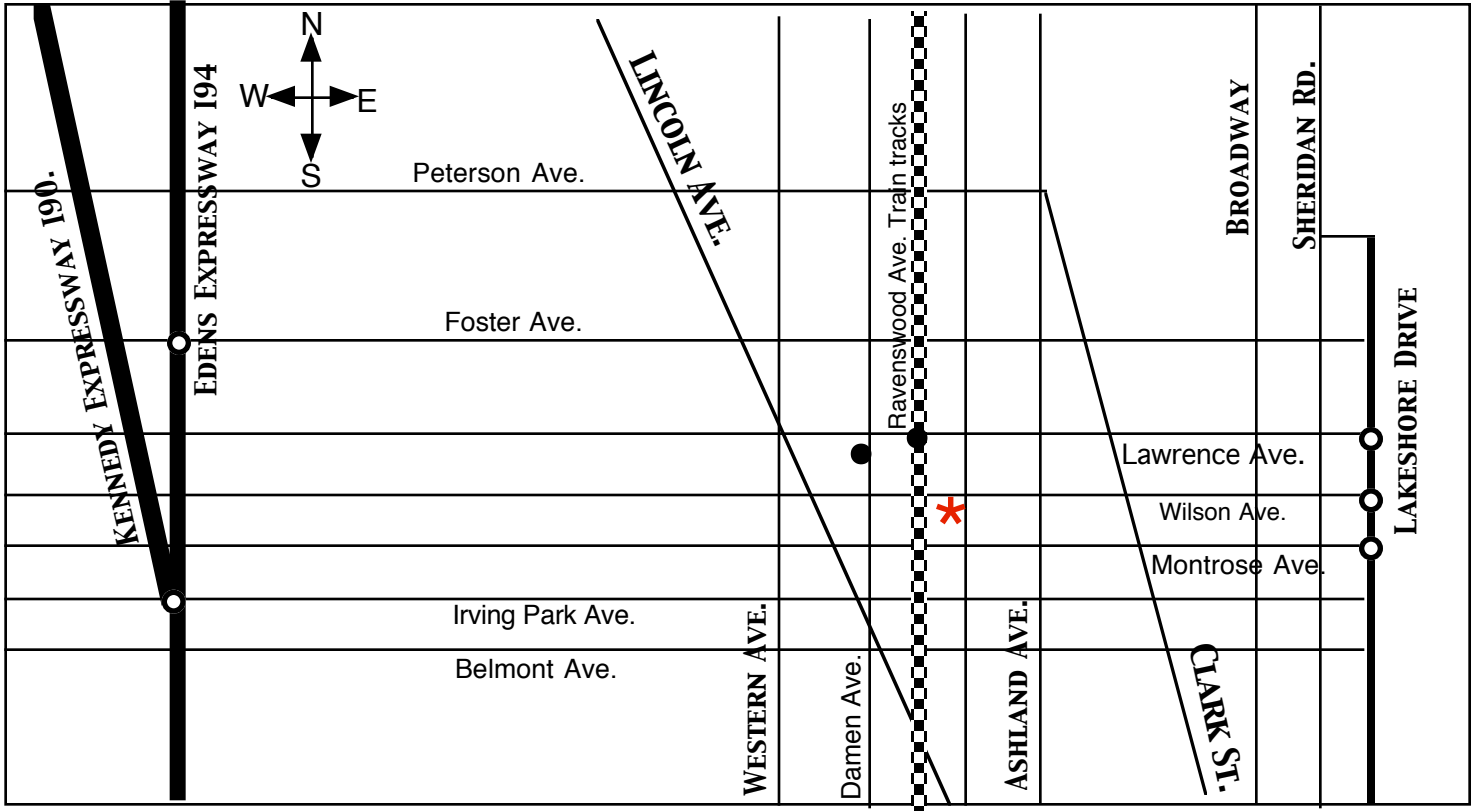 N
W
E
S
KENNEDY EXPRESSWAY I90.
EDENS EXPRESSWAY I94
Peterson Ave.
LINCOLN AVE.
Ravenswood Ave. Train tracks
BROADWAY
SHERIDAN RD.
Foster Ave.
LAKESHORE DRIVE
Lawrence Ave.
*
Wilson Ave.
Montrose Ave.
Irving Park Ave.
Belmont Ave.
WESTERN AVE.
Damen Ave.
ASHLAND AVE.
CLARK ST.